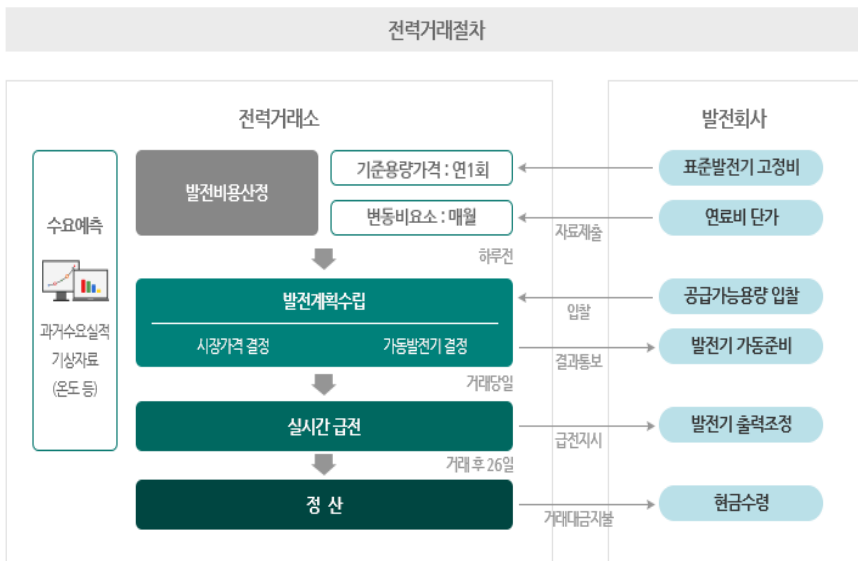 전력거래절차
전력거래소
발전회사
수요예측
과거수요실적
기상자료
(온도 등)
발전비용산정
기준용량가격 : 연1회
변동비요소 : 매월
표준발전기 고정비
연료비 단가
자료제출
하루전
발전계획수립
시장가격 결정
가동발전기 결정
공급가능용량 입찰
입찰
발전기 가동준비
결과통보
거래당일
실시간 급전
발전기 출력조정
급전지시
거래 후 26일
정 산
현금수령
거래대금지불